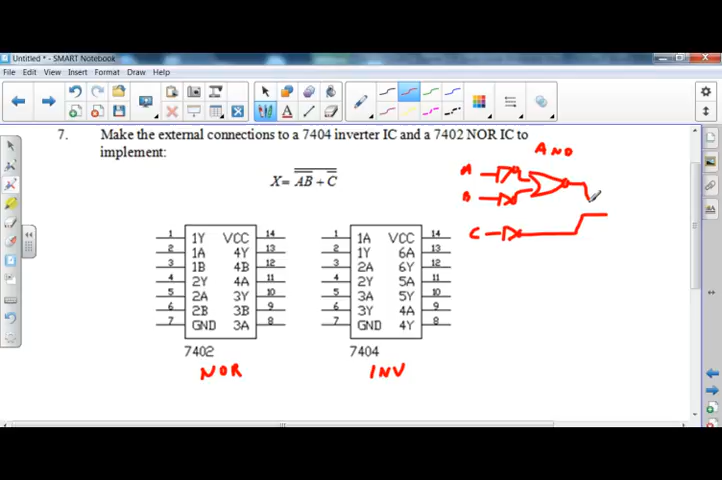 Untitled * - SMART Notebook
File Edit View Insert Format Draw Help
7. Make the external connections to a 7404 inverter IC and a 7402 NOR IC to
implement:
AND
X= AB + C
A
B
C
1 1Y VCC 14
2 1A 4Y 13
3 1B 4B 12
4 2Y 4A 11
5 2A 3Y 10
6 2B 3B 9
7 GND 3A 8
7402
NOR
1 1A VCC 14
2 1Y 6A 13
3 2A 6Y 12
4 2Y 5A 11
5 3A 5Y 10
6 3Y 4A 9
7 GND 4Y 8
7404
INV